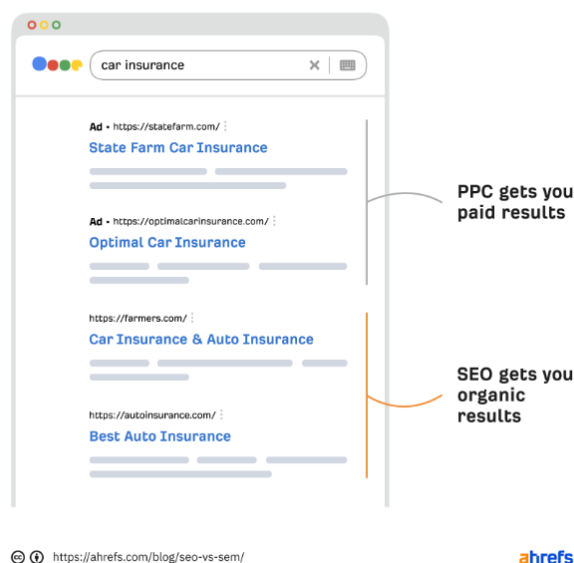 car insurance
Ad • https://statefarm.com/
State Farm Car Insurance
Ad • https://optimalcarinsurance.com/
Optimal Car Insurance
PPC gets you
paid results
https://farmers.com/
Car Insurance & Auto Insurance
https://autoinsurance.com/
Best Auto Insurance
SEO gets you
organic
results
https://ahrefs.com/blog/seo-vs-sem/
ahrefs